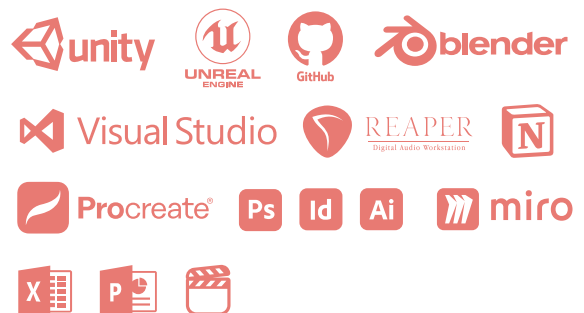 unity
UNREAL
ENGINE
GitHub
blender
Visual Studio
REAPER
Digital Audio Workstation
N
Procreate®
Ps
Id
Ai
miro
X
P